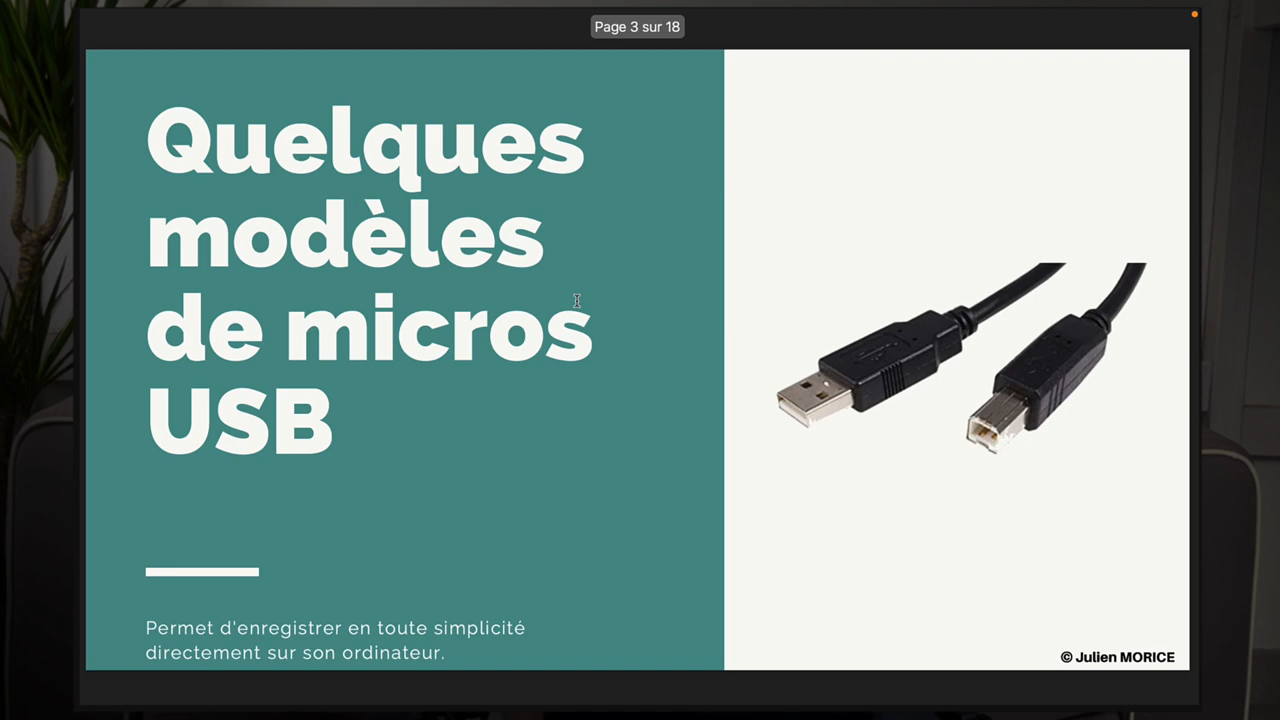 Page 3 sur 18
Quelques
modèles
de micros
USB
Permet d'enregistrer en toute simplicité
directement sur son ordinateur.
© Julien MORICE